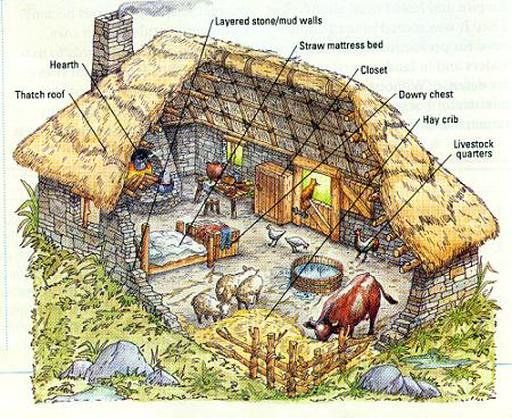 Layered stone/mud walls
Straw mattress bed
Hearth
Closet
Thatch roof
Dowry chest
Hay crib
Livestock
quarters